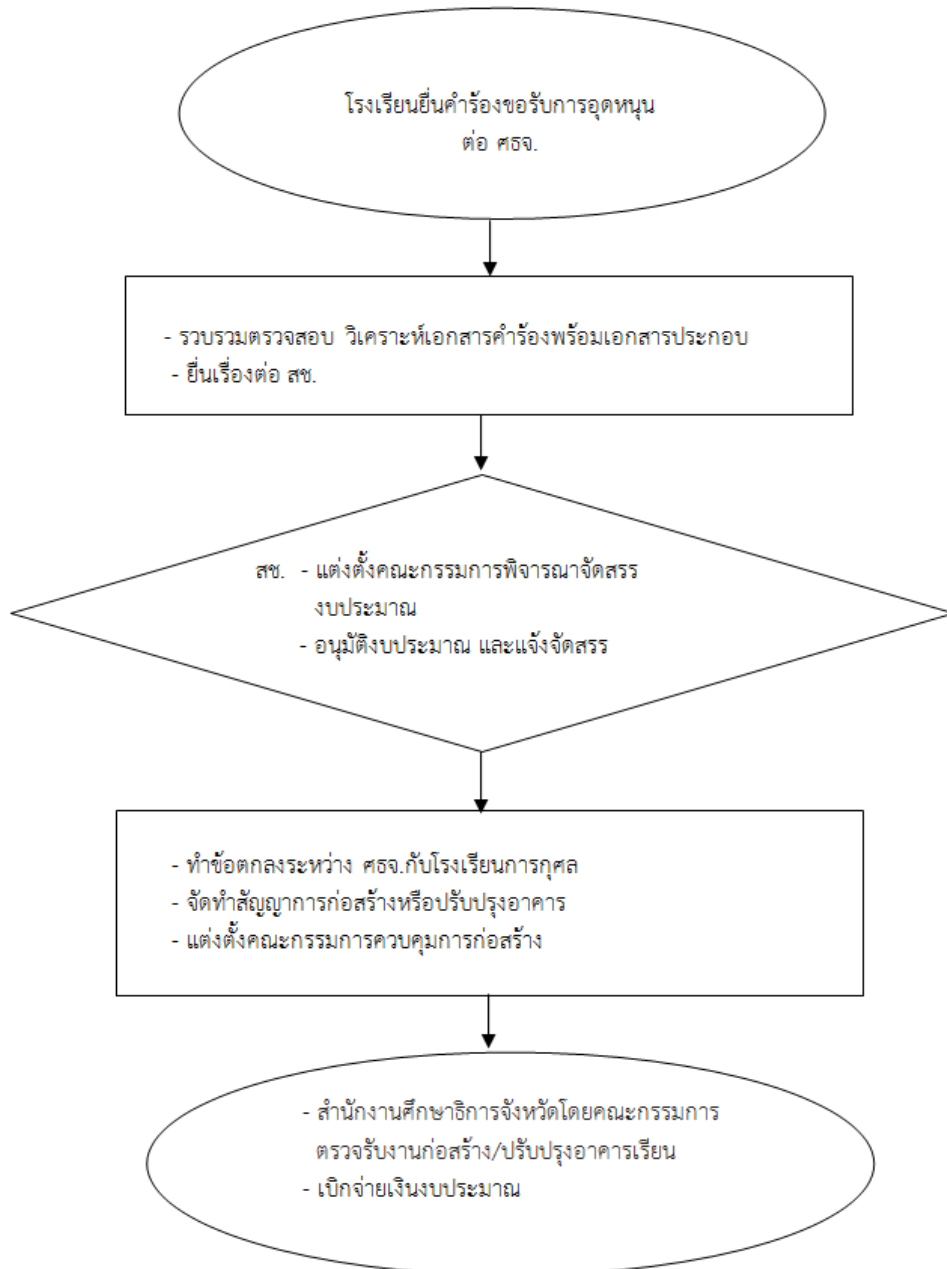 โรงเรียนยื่นคำร้องขอรับการอุดหนุน
ต่อ ศธจ.
- รวบรวมตรวจสอบ วิเคราะห์เอกสารคำร้องพร้อมเอกสารประกอบ
- ยื่นเรื่องต่อ สช.
สช. - แต่งตั้งคณะกรรมการพิจารณาจัดสรร
งบประมาณ
- อนุมัติงบประมาณ และแจ้งจัดสรร
- ทำข้อตกลงระหว่าง ศธจ.กับโรงเรียนการกุศล
- จัดทำสัญญาการก่อสร้างหรือปรับปรุงอาคาร
- แต่งตั้งคณะกรรมการควบคุมการก่อสร้าง
- สำนักงานศึกษาธิการจังหวัดโดยคณะกรรมการ
ตรวจรับงานก่อสร้าง/ปรับปรุงอาคารเรียน
- เบิกจ่ายเงินงบประมาณ